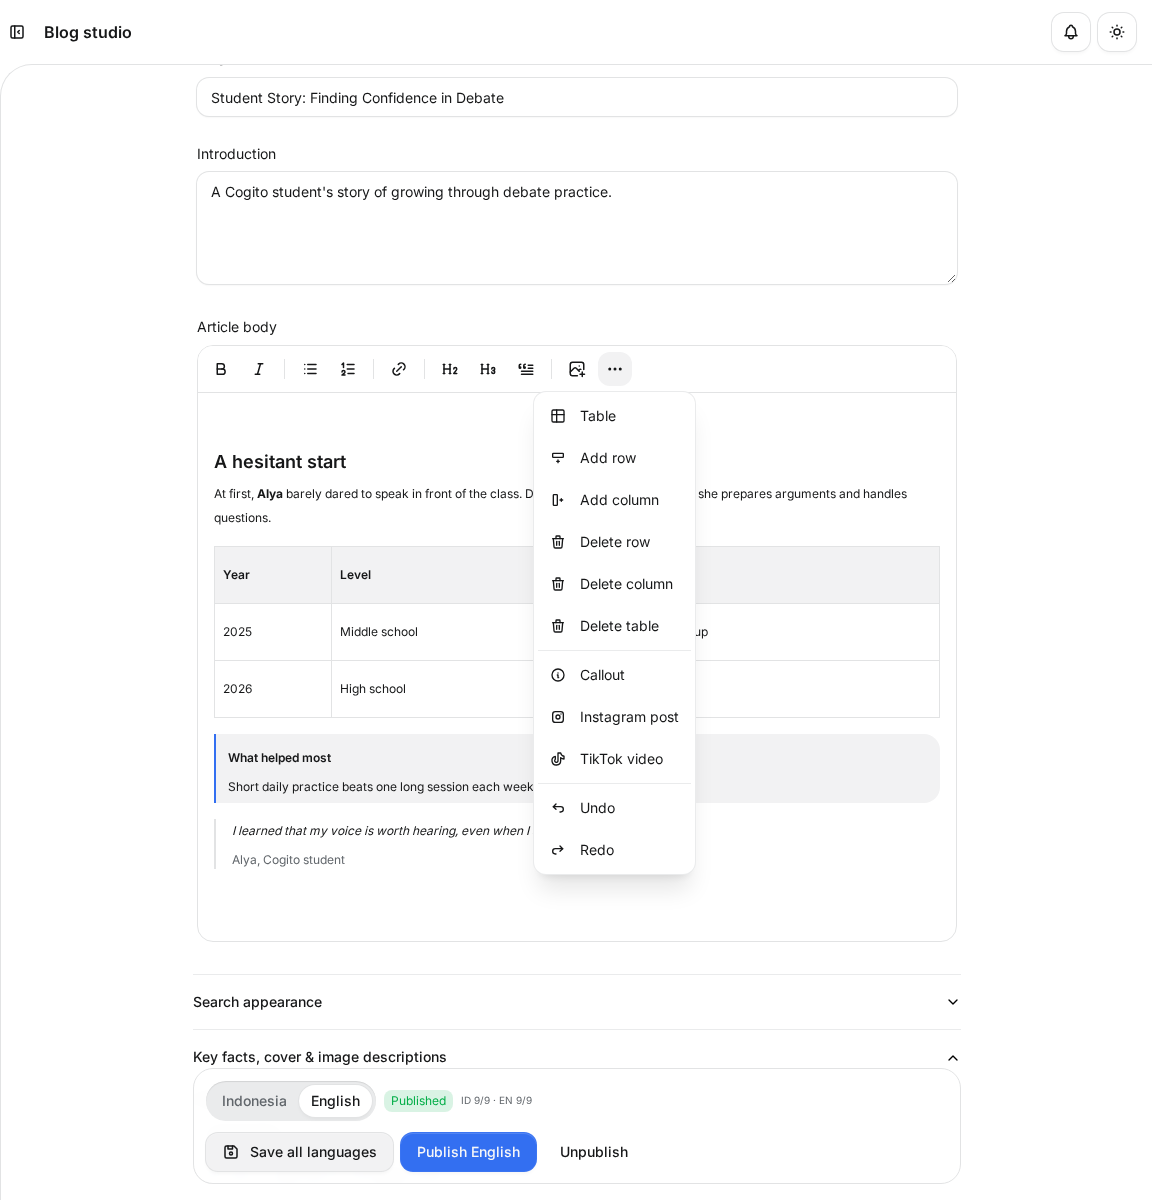 Blog studio
Student Story: Finding Confidence in Debate
Introduction
A Cogito student's story of growing through debate practice.
Article body
B I H2 H3
Table
Add row
Add column
Delete row
Delete column
Delete table
Callout
Instagram post
TikTok video
Undo
Redo
A hesitant start
At first, Alya barely dared to speak in front of the class. she prepares arguments and handles
questions.
Year Level
2025 Middle school
2026 High school
What helped most
Short daily practice beats one long session each week
I learned that my voice is worth hearing, even when I
Alya, Cogito student
Search appearance
Key facts, cover & image descriptions
Indonesia English Published ID 9/9 · EN 9/9
Save all languages Publish English Unpublish